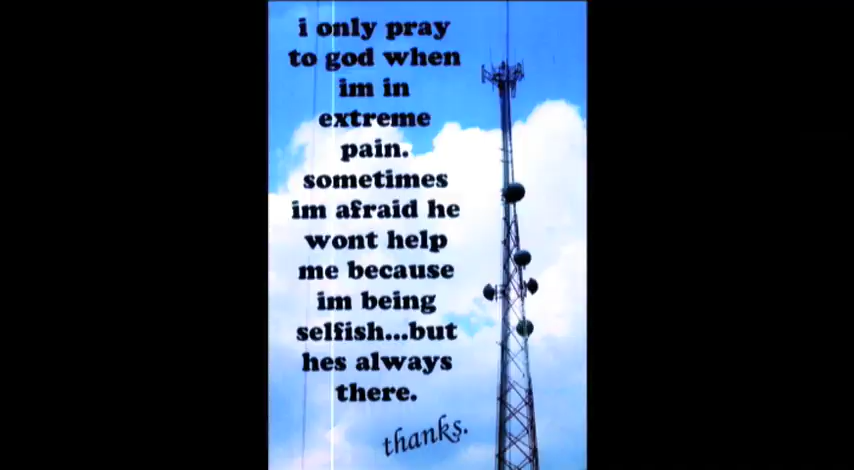 i only pray
to god when
im in
extreme
pain.
sometimes
im afraid he
wont help
me because
im being
selfish...but
hes always
there.
thanks.